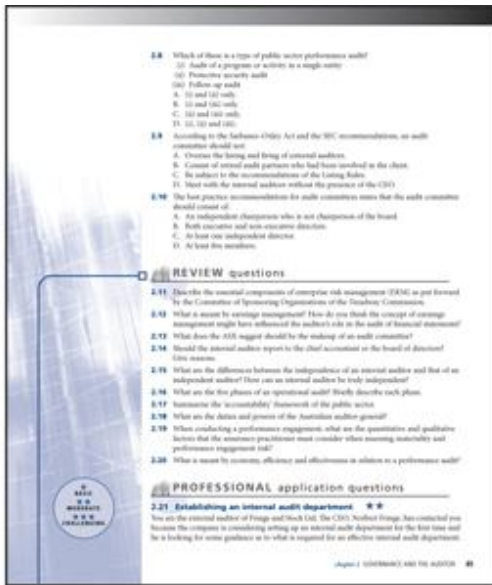 2.8 Which of these is a type of public sector performance audit?
(i) Audit of a program or activity in a single entity
(ii) Protective security audit
(iii) Follow-up audit
A. (i) and (ii) only.
B. (i) and (iii) only.
C. (ii) and (iii) only.
D. (i), (ii) and (iii).
2.9 According to the Sarbanes-Oxley Act and the SEC recommendations, an audit
committee should not:
A. Oversee the hiring and firing of external auditors.
B. Consist of retired audit partners who had been involved in the client.
C. Be subject to the recommendations of the Listing Rules.
D. Meet with the internal auditors without the presence of the CEO.
2.10 The best practice recommendations for audit committees states that the audit committee
should consist of:
A. An independent chairperson who is not chairperson of the board.
B. Both executive and non-executive directors.
C. At least one independent director.
D. At least five members.
REVIEW questions
2.11 Describe the essential components of enterprise risk management (ERM) as put forward
by the Committee of Sponsoring Organizations of the Treadway Commission.
2.12 What is meant by earnings management? How do you think the concept of earnings
management might have influenced the auditor's role in the audit of financial statements?
2.13 What does the ASX suggest should be the makeup of an audit committee?
2.14 Should the internal auditor report to the chief accountant or the board of directors?
Give reasons.
2.15 What are the differences between the independence of an internal auditor and that of an
independent auditor? How can an internal auditor be truly independent?
2.16 What are the five phases of an operational audit? Briefly describe each phase.
2.17 Summarise the 'accountability' framework of the public sector.
2.18 What are the duties and powers of the Australian auditor-general?
2.19 When conducting a performance engagement, what are the quantitative and qualitative
factors that the assurance practitioner must consider when assessing materiality and
performance engagement risk?
2.20 What is meant by economy, efficiency and effectiveness in relation to a performance audit?
PROFESSIONAL application questions
2.21 Establishing an internal audit department ★★
You are the external auditor of Fringe and Stock Ltd. The CEO, Norbert Fringe, has contacted you
because the company is considering setting up an internal audit department for the first time and
he is looking for some guidance as to what is required for an effective internal audit department.
★
BASIC
★★
MODERATE
★★★
CHALLENGING
chapter 2 GOVERNANCE AND THE AUDITOR